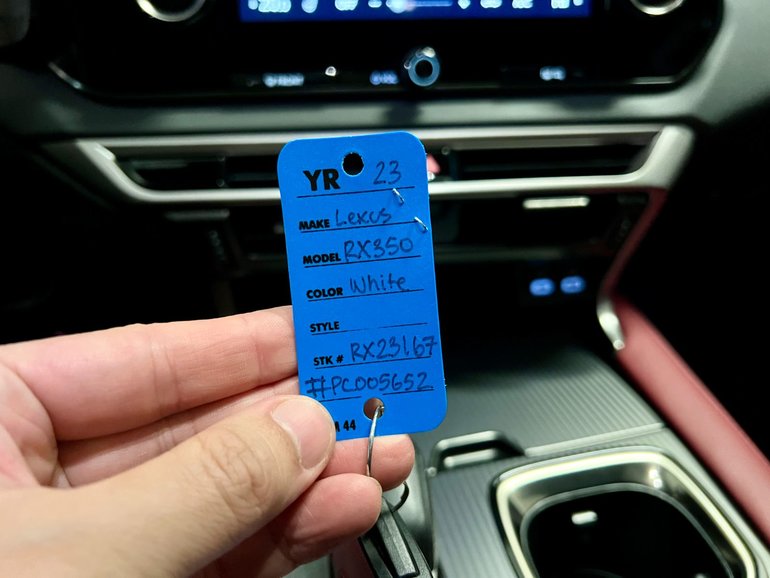 YR 23
MAKE Lexus
MODEL RX350
COLOR White
STYLE
STK # RX23167
#PC005652
44